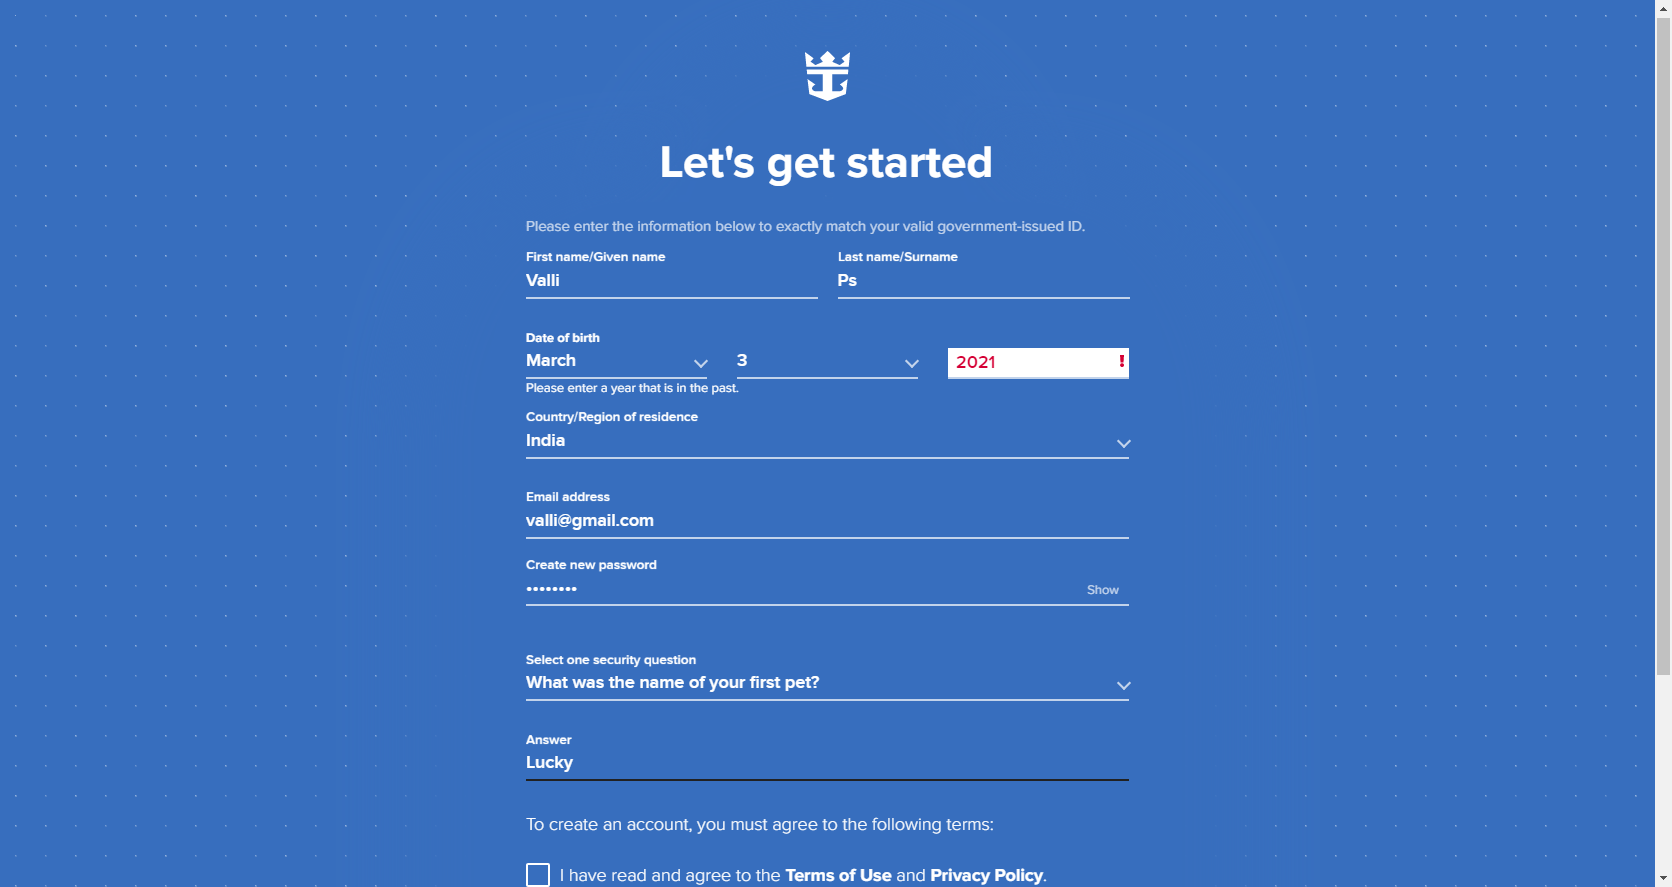 Let's get started
Please enter the information below to exactly match your valid government-issued ID.
First name/Given name Last name/Surname
Valli Ps
Date of birth
March 3 2021 !
Please enter a year that is in the past.
Country/Region of residence
India
Email address
valli@gmail.com
Create new password
•••••••• Show
Select one security question
What was the name of your first pet?
Answer
Lucky
To create an account, you must agree to the following terms:
I have read and agree to the Terms of Use and Privacy Policy.